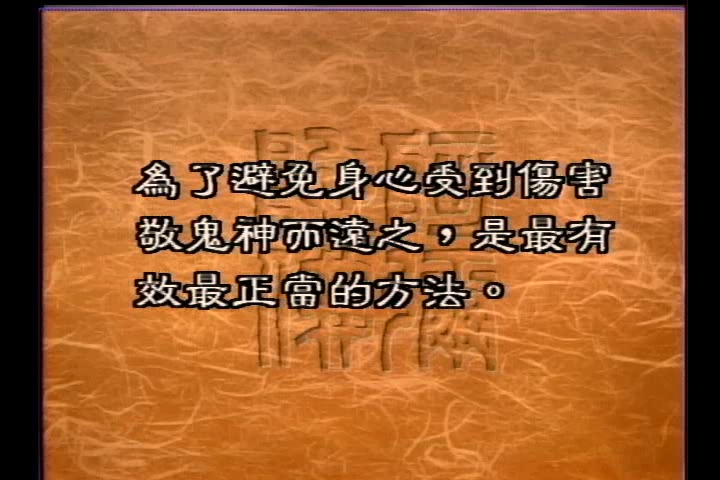 為了避免身心受到傷害
敬鬼神而遠之，是最有
效最正當的方法。